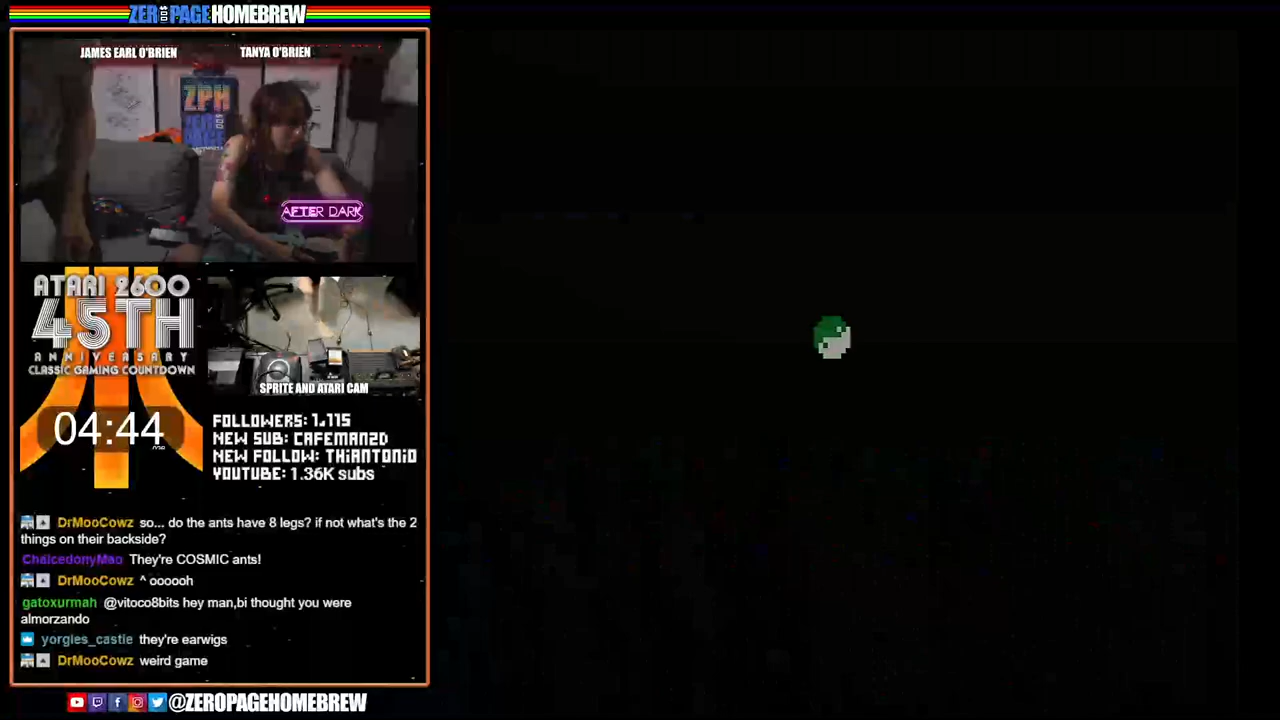 ZERO PAGE HOMEBREW
JAMES EARL O'BRIEN
TANYA O'BRIEN
ZPH
AFTER DARK
ATARI 2600
45TH
ANNIVERSARY
CLASSIC GAMING COUNTDOWN
04:44
SPRITE AND ATARI CAM
FOLLOWERS: 1,115
NEW SUB: CAFEMAN2D
NEW FOLLOW: THIANTONIO
YOUTUBE: 1.36K subs
DrMooCowz so... do the ants have 8 legs? if not what's the 2
things on their backside?
ChalcedonyMao They're COSMIC ants!
DrMooCowz ^ oooooh
gatoxurmah @vitoco8bits hey man,bi thought you were
almorzando
yorgles_castle they're earwigs
DrMooCowz weird game
@ZEROPAGEHOMEBREW